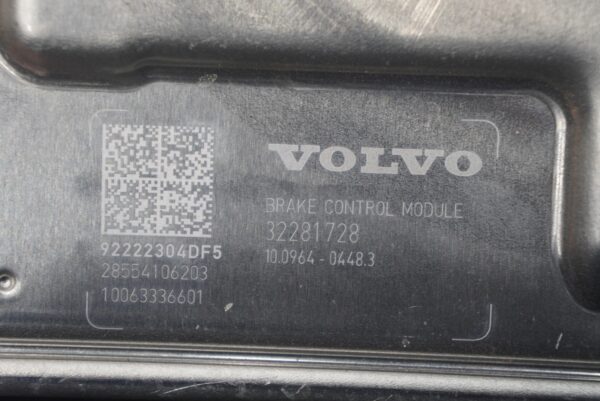 VOLVO
BRAKE CONTROL MODULE
32281728
10.0964-0448.3
92222304DF5
28554106203
10063336601